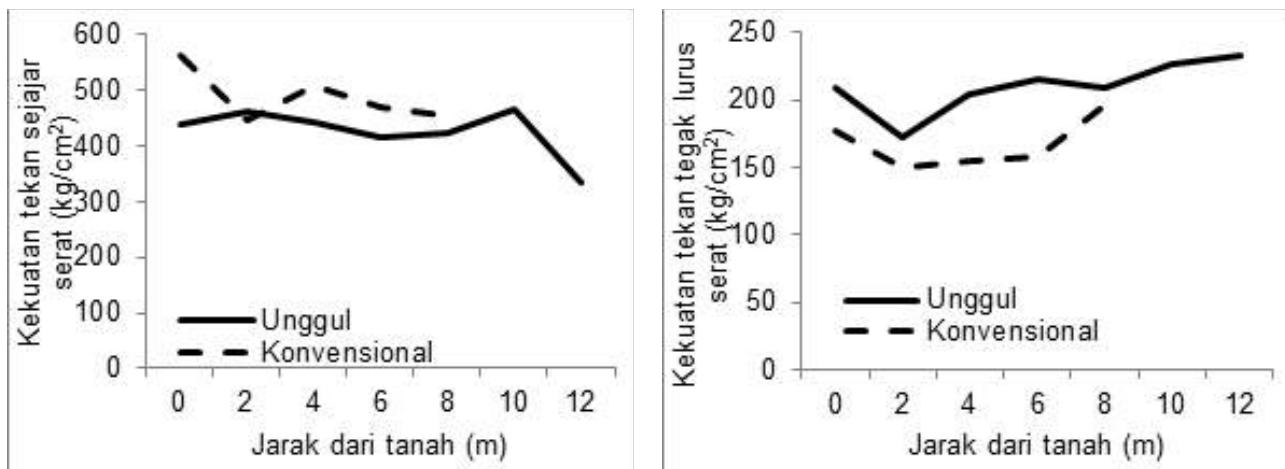 Kekuatan tekan sejajar
serat (kg/cm²)
600
500
400
300
200
100
0
Unggul
Konvensional
0 2 4 6 8 10 12
Jarak dari tanah (m)
Kekuatan tekan tegak lurus
serat (kg/cm²)
250
200
150
100
50
0
Unggul
Konvensional
0 2 4 6 8 10 12
Jarak dari tanah (m)